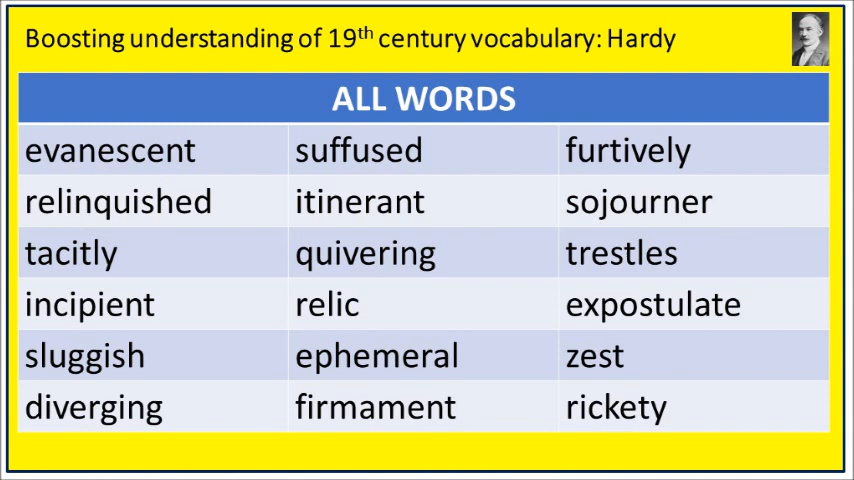 Boosting understanding of 19th century vocabulary: Hardy
ALL WORDS
evanescent suffused furtively
relinquished itinerant sojourner
tacitly quivering trestles
incipient relic expostulate
sluggish ephemeral zest
diverging firmament rickety